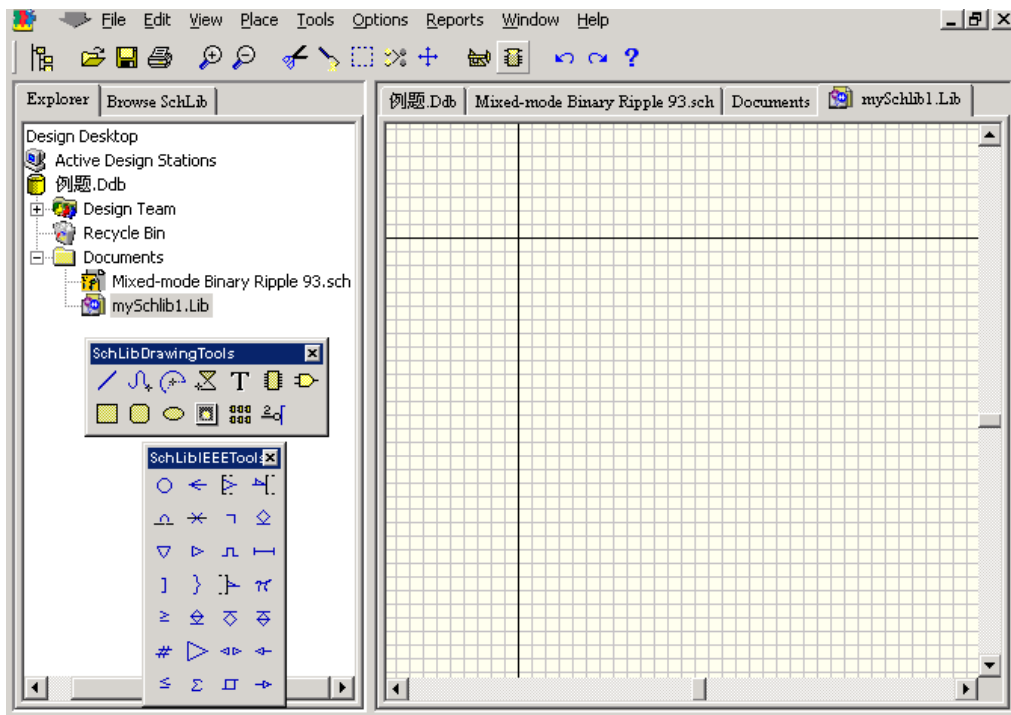 File Edit View Place Tools Options Reports Window Help
Explorer Browse SchLib
例题.Ddb Mixed-mode Binary Ripple 93.sch Documents mySchlib1.Lib
Design Desktop
Active Design Stations
例题.Ddb
Design Team
Recycle Bin
Documents
Mixed-mode Binary Ripple 93.sch
mySchlib1.Lib
SchLibDrawingTools
SchLibIEEETools